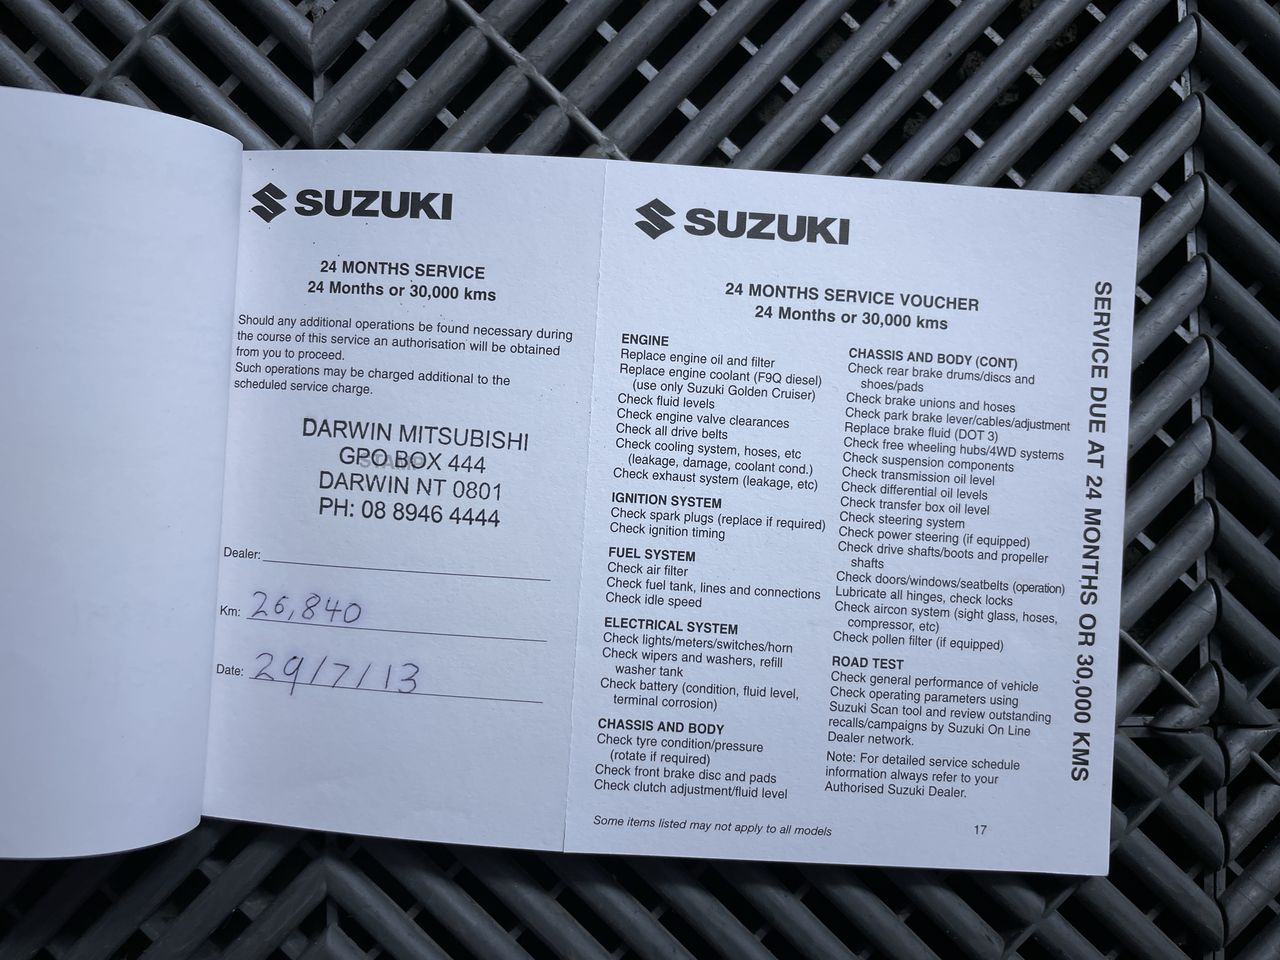 SUZUKI
24 MONTHS SERVICE
24 Months or 30,000 kms
Should any additional operations be found necessary during
the course of this service an authorisation will be obtained
from you to proceed.
Such operations may be charged additional to the
scheduled service charge.
DARWIN MITSUBISHI
GPO BOX 444
DARWIN NT 0801
PH: 08 8946 4444
Dealer:
Km: 26,840
Date: 29/7/13
SUZUKI
24 MONTHS SERVICE VOUCHER
24 Months or 30,000 kms
ENGINE
Replace engine oil and filter
Replace engine coolant (F9Q diesel)
(use only Suzuki Golden Cruiser)
Check fluid levels
Check engine valve clearances
Check all drive belts
Check cooling system, hoses, etc
(leakage, damage, coolant cond.)
Check exhaust system (leakage, etc)
IGNITION SYSTEM
Check spark plugs (replace if required)
Check ignition timing
FUEL SYSTEM
Check air filter
Check fuel tank, lines and connections
Check idle speed
ELECTRICAL SYSTEM
Check lights/meters/switches/horn
Check wipers and washers, refill
washer tank
Check battery (condition, fluid level,
terminal corrosion)
CHASSIS AND BODY
Check tyre condition/pressure
(rotate if required)
Check front brake disc and pads
Check clutch adjustment/fluid level
CHASSIS AND BODY (CONT)
Check rear brake drums/discs and
shoes/pads
Check brake unions and hoses
Check park brake lever/cables/adjustment
Replace brake fluid (DOT 3)
Check free wheeling hubs/4WD systems
Check suspension components
Check transmission oil level
Check differential oil levels
Check transfer box oil level
Check steering system
Check power steering (if equipped)
Check drive shafts/boots and propeller
shafts
Check doors/windows/seatbelts (operation)
Lubricate all hinges, check locks
Check aircon system (sight glass, hoses,
compressor, etc)
Check pollen filter (if equipped)
ROAD TEST
Check general performance of vehicle
Check operating parameters using
Suzuki Scan tool and review outstanding
recalls/campaigns by Suzuki On Line
Dealer network.
Note: For detailed service schedule
information always refer to your
Authorised Suzuki Dealer.
Some items listed may not apply to all models
17
SERVICE DUE AT 24 MONTHS OR 30,000 KMS